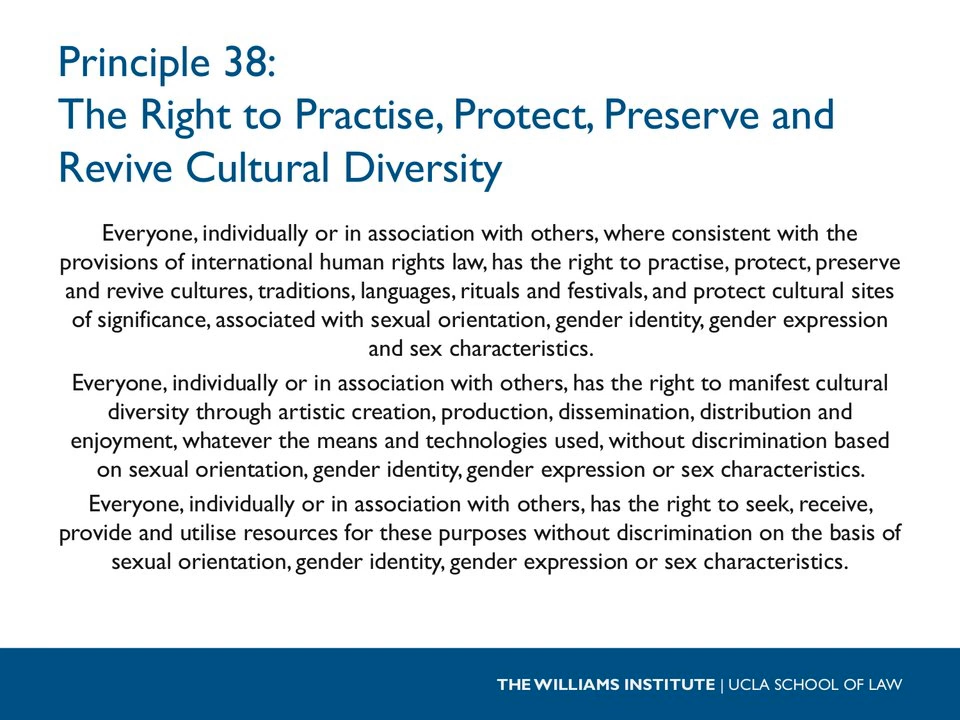 Principle 38:
The Right to Practise, Protect, Preserve and
Revive Cultural Diversity
Everyone, individually or in association with others, where consistent with the
provisions of international human rights law, has the right to practise, protect, preserve
and revive cultures, traditions, languages, rituals and festivals, and protect cultural sites
of significance, associated with sexual orientation, gender identity, gender expression
and sex characteristics.
Everyone, individually or in association with others, has the right to manifest cultural
diversity through artistic creation, production, dissemination, distribution and
enjoyment, whatever the means and technologies used, without discrimination based
on sexual orientation, gender identity, gender expression or sex characteristics.
Everyone, individually or in association with others, has the right to seek, receive,
provide and utilise resources for these purposes without discrimination on the basis of
sexual orientation, gender identity, gender expression or sex characteristics.
THE WILLIAMS INSTITUTE | UCLA SCHOOL OF LAW